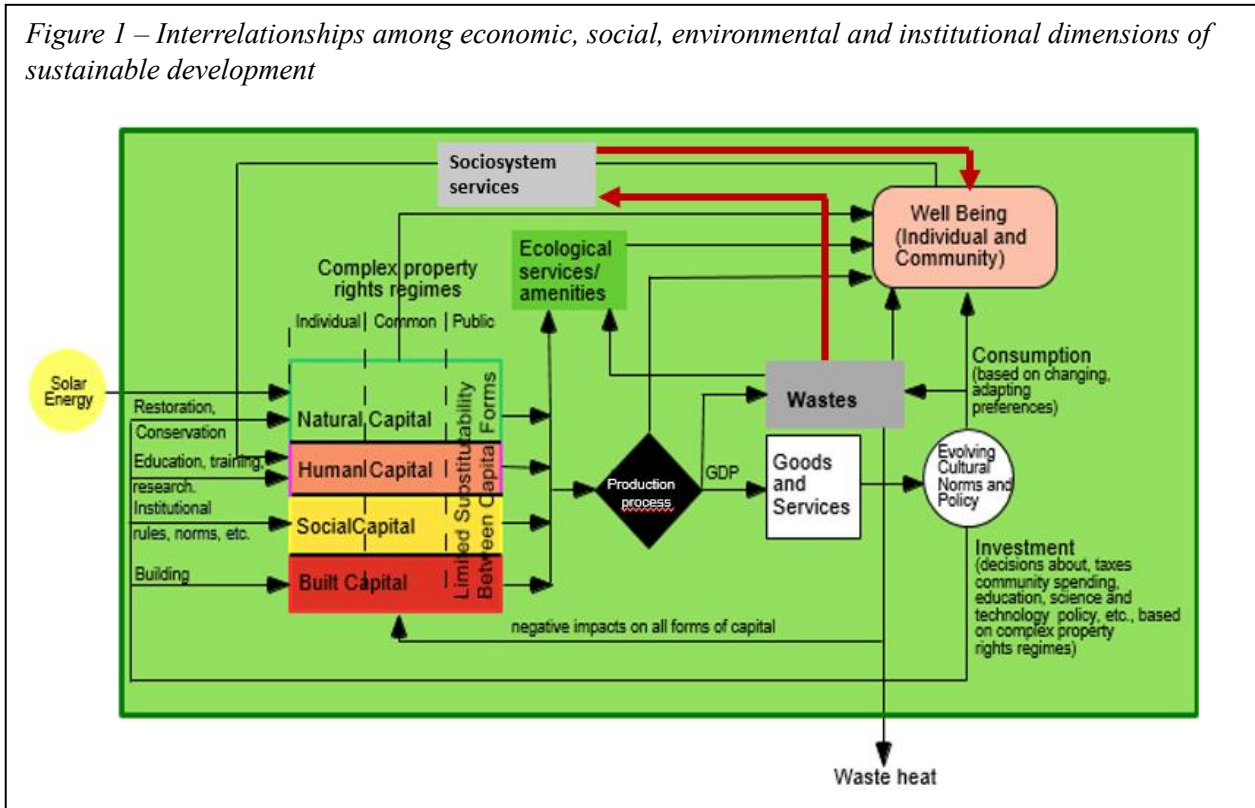 Figure 1 – Interrelationships among economic, social, environmental and institutional dimensions of
sustainable development
Sociosystem
services
Well Being
(Individual and
Community)
Ecological
services/
amenities
Complex property
rights regimes
Individual
Common
Public
Solar
Energy
Restoration,
Conservation
Education, training,
research.
Institutional
rules, norms, etc.
Building
Natural Capital
Human Capital
SocialCapital
Built Capital
Limited Substitutability
Between Capital Forms
Production
process
GDP
Wastes
Goods
and
Services
Consumption
(based on changing,
adapting
preferences)
Evolving
Cultural
Norms and
Policy
Investment
(decisions about, taxes
community spending,
education, science and
technology policy, etc., based
on complex property
rights regimes)
negative impacts on all forms of capital
Waste heat